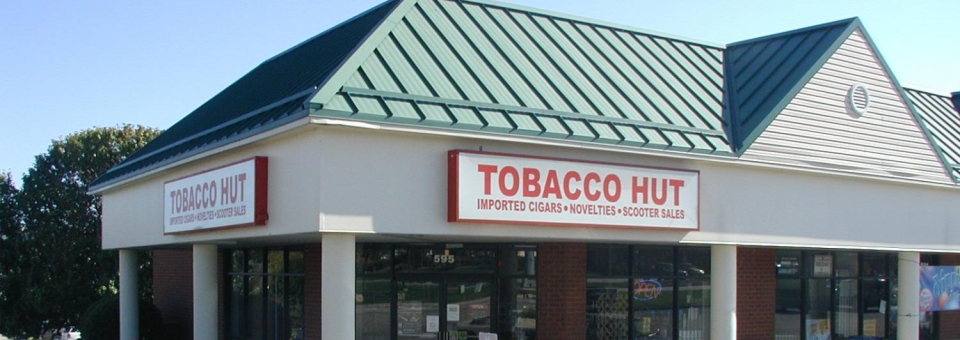 TOBACCO HUT
IMPORTED CIGARS • NOVELTIES • SCOOTER SALES
TOBACCO HUT
IMPORTED CIGARS • NOVELTIES • SCOOTER SALES
595